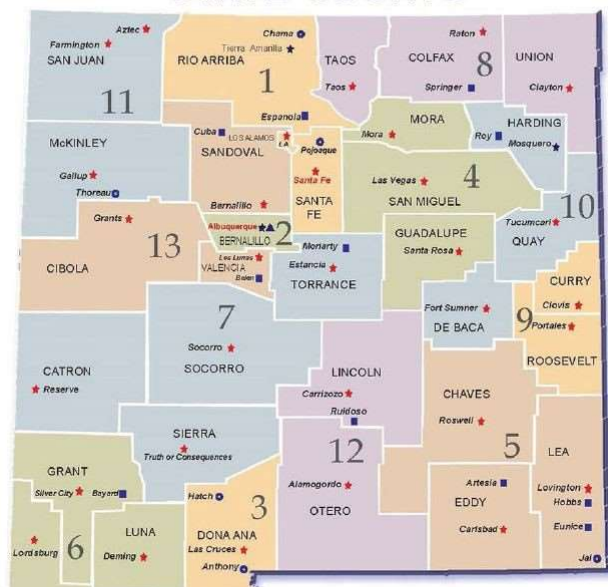 Aztec
Farmington
SAN JUAN
11
Chama
Tierra Amarilla
RIO ARRIBA
1
Espanola
TAOS
Taos
Raton
COLFAX
8
Springer
UNION
Clayton
MORA
Mora
HARDING
Roy
Mosquero
McKINLEY
Gallup
Thoreau
Cuba
LOS ALAMOS
LA
SANDOVAL
Bernalillo
Pojoaque
Santa Fe
SANTA
FE
Las Vegas
4
SAN MIGUEL
10
Grants
13
CIBOLA
Albuquerque
2
BERNALILLO
Los Lunas
VALENCIA
Belen
Moriarty
Estancia
TORRANCE
GUADALUPE
Santa Rosa
Tucumcari
QUAY
CURRY
Clovis
9
Portales
ROOSEVELT
Fort Sumner
DE BACA
7
Socorro
SOCORRO
CATRON
Reserve
LINCOLN
Carrizozo
Ruidoso
CHAVES
Roswell
5
SIERRA
Truth or Consequences
12
Alamogordo
OTERO
LEA
Lovington
Hobbs
Eunice
Jal
Artesia
EDDY
Carlsbad
GRANT
Silver City
Bayard
Lordsburg
6
LUNA
Deming
Hatch
3
DONA ANA
Las Cruces
Anthony